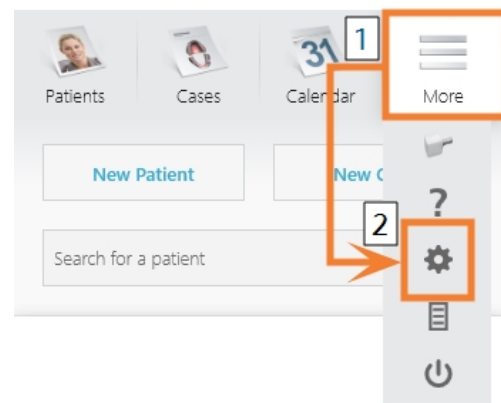 31
1
Patients
Cases
Calendar
More
New Patient
New C
?
2
Search for a patient